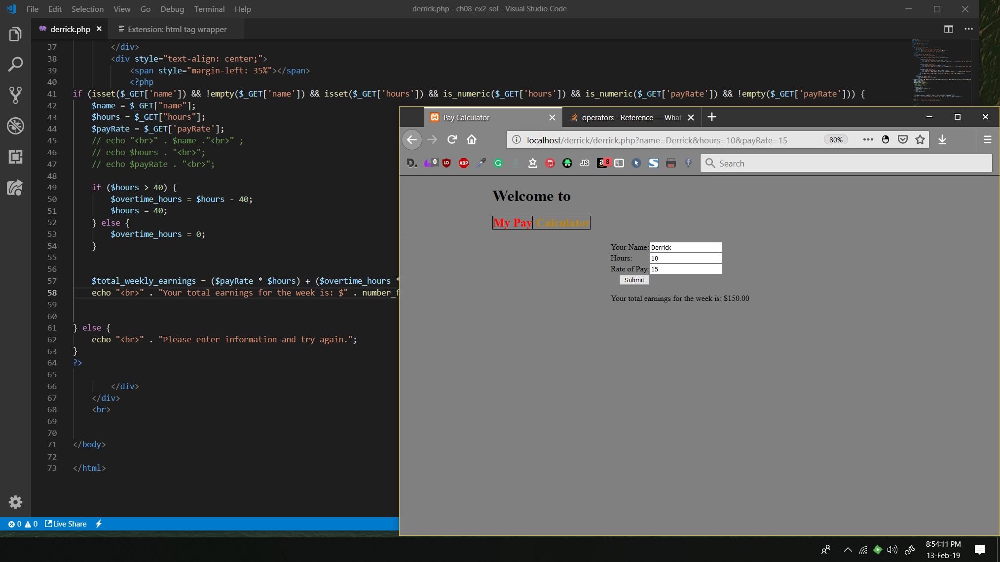 File Edit Selection View Go Debug Terminal Help
derrick.php - ch08_ex2_sol - Visual Studio Code
derrick.php
Extension: html tag wrapper
37 </div>
38 <div style="text-align: center;">
39 <span style="margin-left: 35%"></span>
40 <?php
41 if (isset($_GET['name']) && !empty($_GET['name']) && isset($_GET['hours']) && is_numeric($_GET['hours']) && is_numeric($_GET['payRate']) && !empty($_GET['payRate'])) {
42 $name = $_GET["name"];
43 $hours = $_GET["hours"];
44 $payRate = $_GET['payRate'];
45 // echo "<br>" . $name ."<br>" ;
46 // echo $hours . "<br>";
47 // echo $payRate . "<br>";
48
49 if ($hours > 40) {
50 $overtime_hours = $hours - 40;
51 $hours = 40;
52 } else {
53 $overtime_hours = 0;
54 }
55
56
57 $total_weekly_earnings = ($payRate * $hours) + ($overtime_hours *
58 echo "<br>" . "Your total earnings for the week is: $" . number_f
59
60
61 } else {
62 echo "<br>" . "Please enter information and try again.";
63 }
64 ?>
65
66 </div>
67 </div>
68 <br>
69
70
71 </body>
72
73 </html>
0 0 Live Share
Pay Calculator
operators - Reference — What
localhost/derrick/derrick.php?name=Derrick&hours=10&payRate=15
80%
D. 0 ABP G JS a 8 S f
Search
Welcome to
My Pay Calculator
Your Name: Derrick
Hours: 10
Rate of Pay: 15
Submit
Your total earnings for the week is: $150.00
8:54:11 PM
13-Feb-19